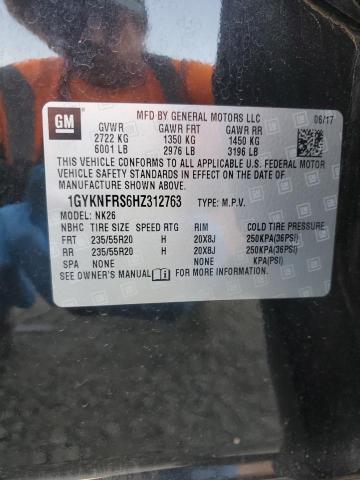 GM
MFD BY GENERAL MOTORS LLC 06/17
GVWR GAWR FRT GAWR RR
2722 KG 1350 KG 1450 KG
6001 LB 2976 LB 3196 LB
THIS VEHICLE CONFORMS TO ALL APPLICABLE U.S. FEDERAL MOTOR
VEHICLE SAFETY STANDARDS IN EFFECT ON THE DATE OF
MANUFACTURE SHOWN ABOVE.
1GYKNFRS6HZ312763 TYPE: M.P.V.
MODEL: NK26
NBHC TIRE SIZE SPEED RTG RIM COLD TIRE PRESSURE
FRT 235/55R20 H 20X8J 250KPA(36PSI)
RR 235/55R20 H 20X8J 250KPA(36PSI)
SPA NONE NONE KPA(PSI)
SEE OWNER'S MANUAL FOR MORE INFORMATION.